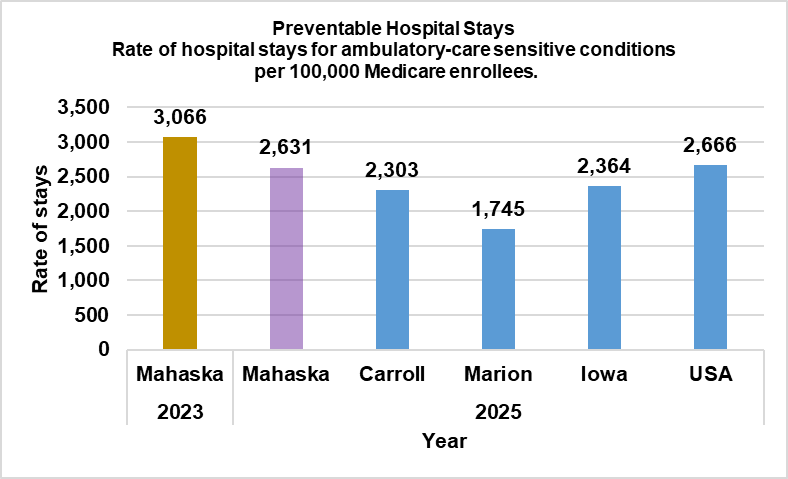 Preventable Hospital Stays
Rate of hospital stays for ambulatory-care sensitive conditions
per 100,000 Medicare enrollees.
Rate of stays
3,500
3,000
2,500
2,000
1,500
1,000
500
0
3,066
2,631
2,303
1,745
2,364
2,666
Mahaska Mahaska Carroll Marion Iowa USA
2023 2025
Year